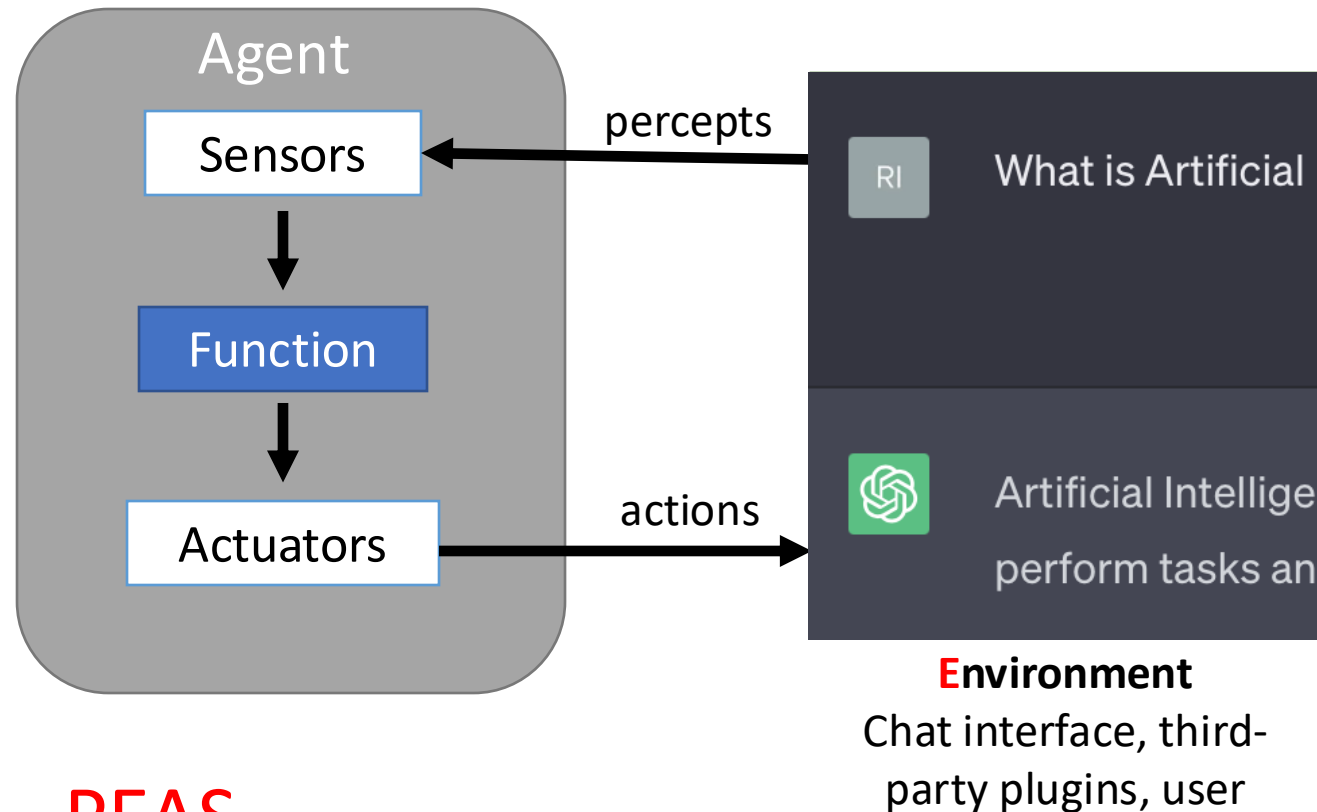 Agent
Sensors
percepts
Function
Actuators
actions
RI
What is Artificial
Artificial Intellige
perform tasks an
Environment
Chat interface, third-
party plugins, user
PEAS